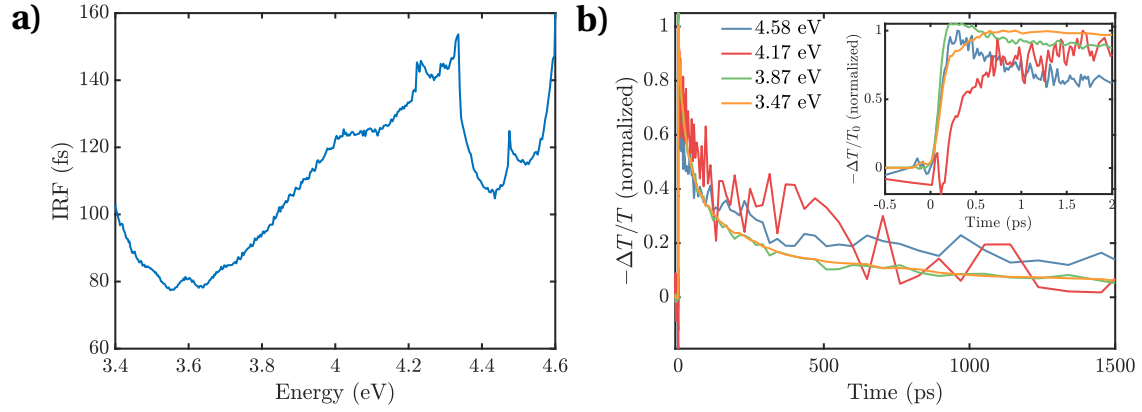 a)
160
140
120
100
80
60
IRF (fs)
3.4 3.6 3.8 4 4.2 4.4 4.6
Energy (eV)
b)
1
0.8
0.6
0.4
0.2
0
−ΔT/T (normalized)
0 500 1000 1500
Time (ps)
4.58 eV
4.17 eV
3.87 eV
3.47 eV
1
0.5
0
−ΔT/T₀ (normalized)
-0.5 0 0.5 1 1.5 2
Time (ps)